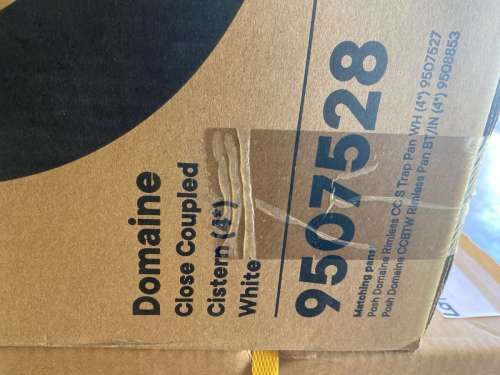 Domaine
Close Coupled
Cistern (4*)
White
9507528
Matching pans:
Posh Domaine Rimless CC S Trap Pan WH (4*) 9507527
Posh Domaine CCBTW Rimless Pan BT/IN (4*) 9508853